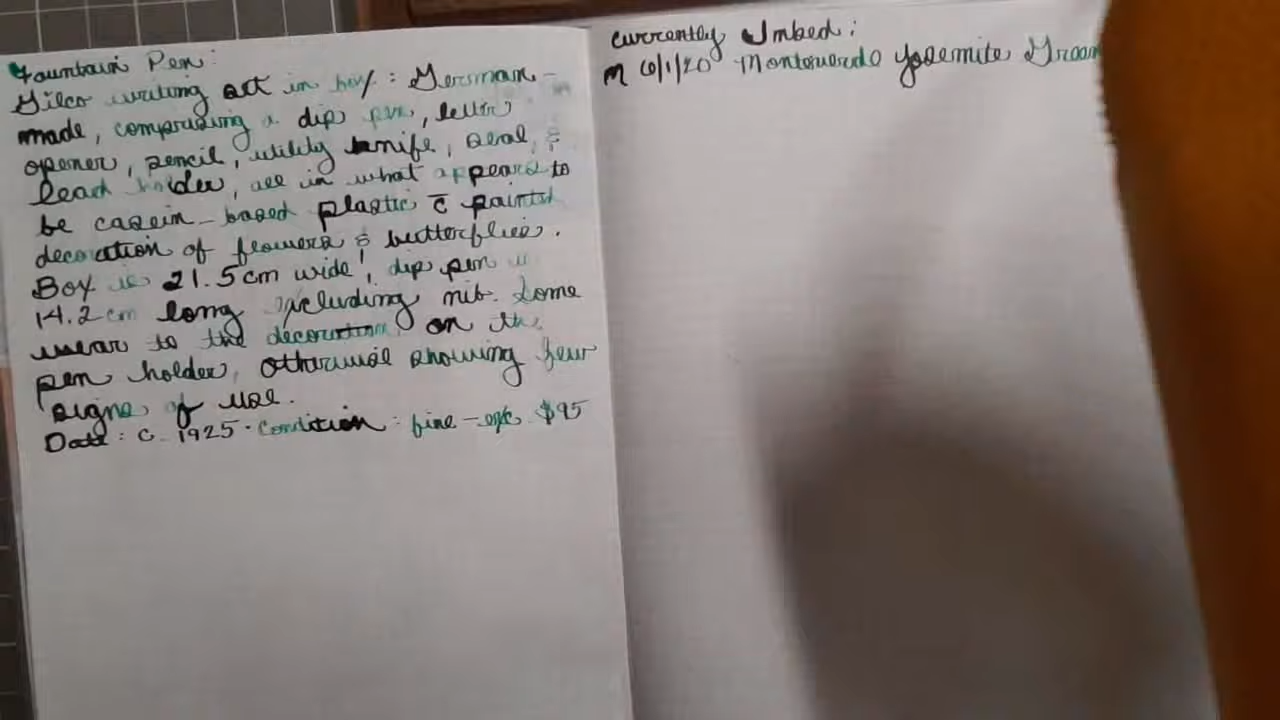 Fountain Pen:
Gilco writing set in box: German-
made, comprising a dip pen, letter
opener, pencil, utility knife, seal, &
lead holder, all in what appears to
be casein-based plastic c̄ painted
decoration of flowers & butterflies.
Box is 21.5cm wide, dip pen is
14.2cm long including nib. Some
wear to the decoration on the
pen holder, otherwise showing few
signs of use.
Date: c. 1925. Condition: fine - $95
currently Inked:
M 6/1/20 Monteverde Yosemite Green